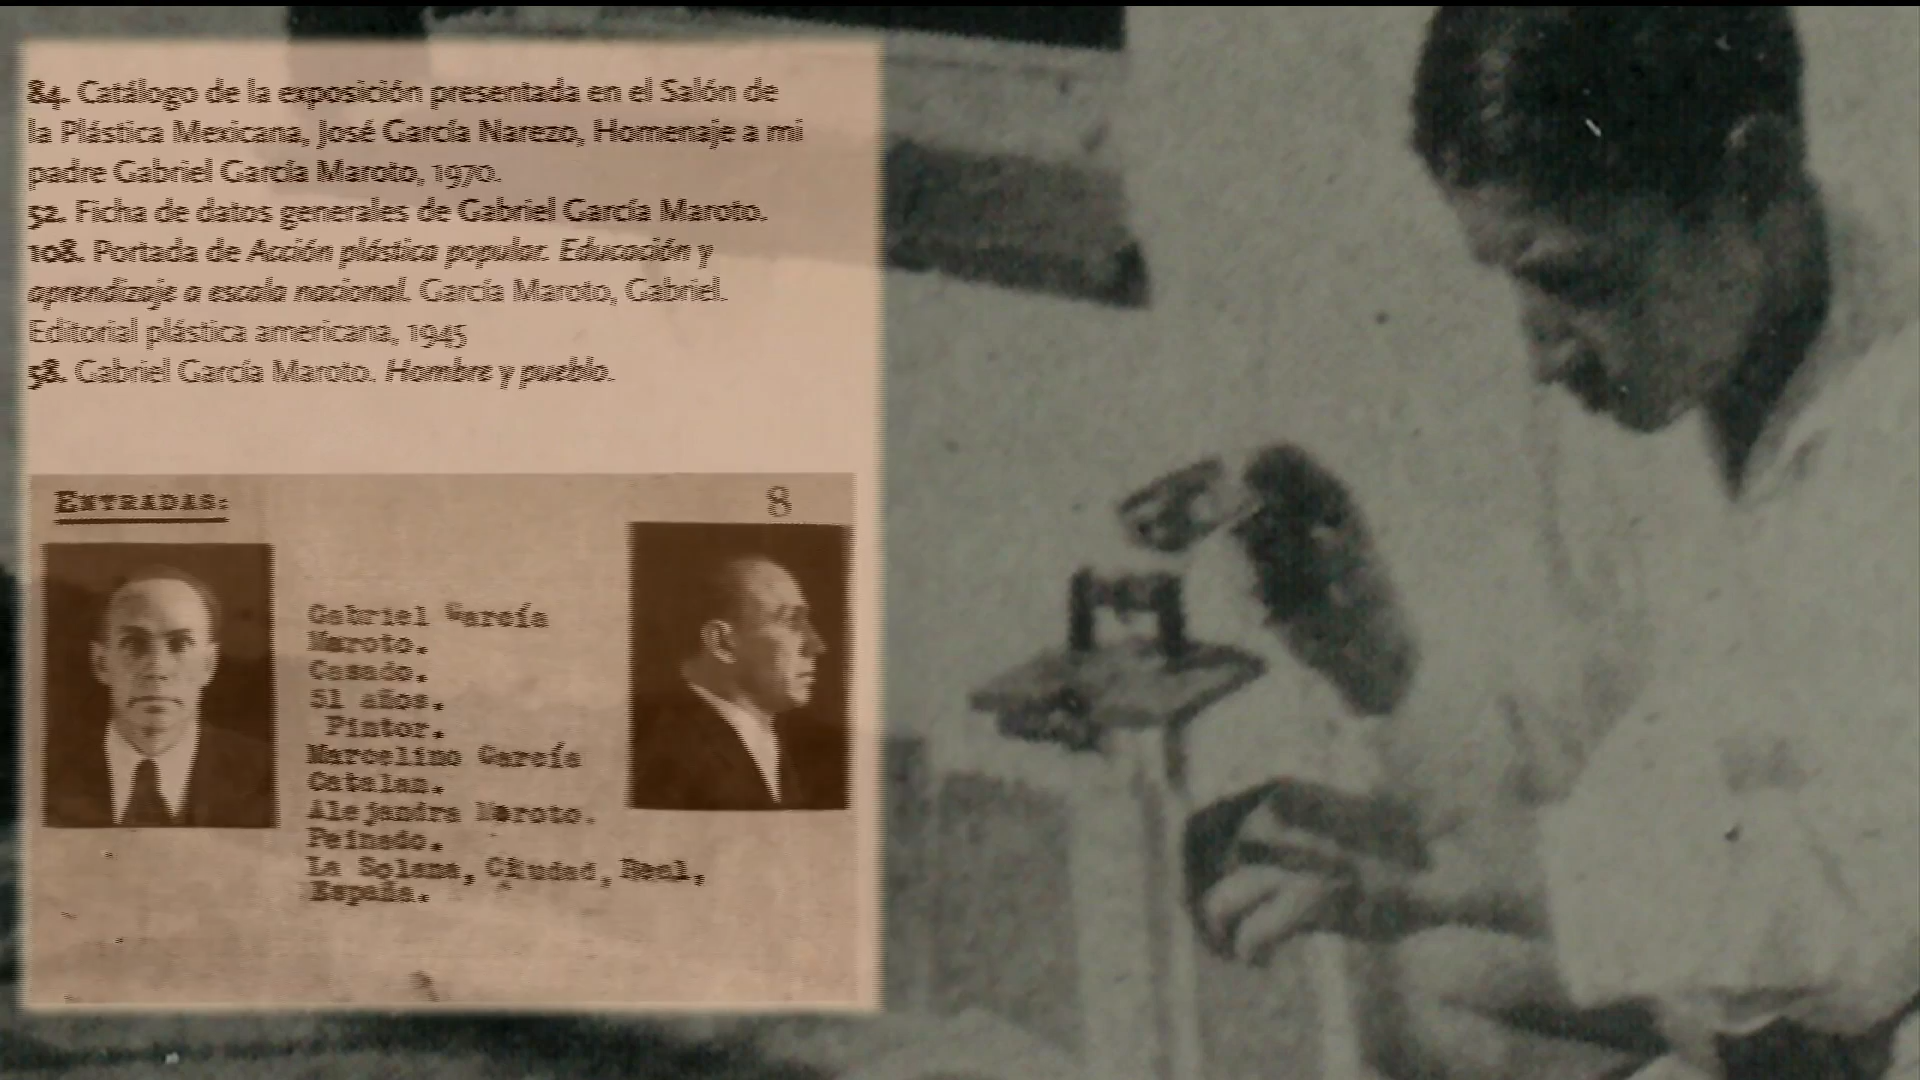 84. Catálogo de la exposición presentada en el Salón de
la Plástica Mexicana, José García Narezo, Homenaje a mi
padre Gabriel García Maroto, 1970.
52. Ficha de datos generales de Gabriel García Maroto.
108. Portada de Acción plástica popular. Educación y
aprendizaje a escala nacional. García Maroto, Gabriel.
Editorial plástica americana, 1945
58. Gabriel García Maroto. Hombre y pueblo.
ENTRADAS:
8
Gabriel García
Maroto.
Casado.
51 años.
Pintor.
Marcelino García
Catalan.
Alejandra Maroto.
Peinado.
La Solana, Ciudad, Real,
España.